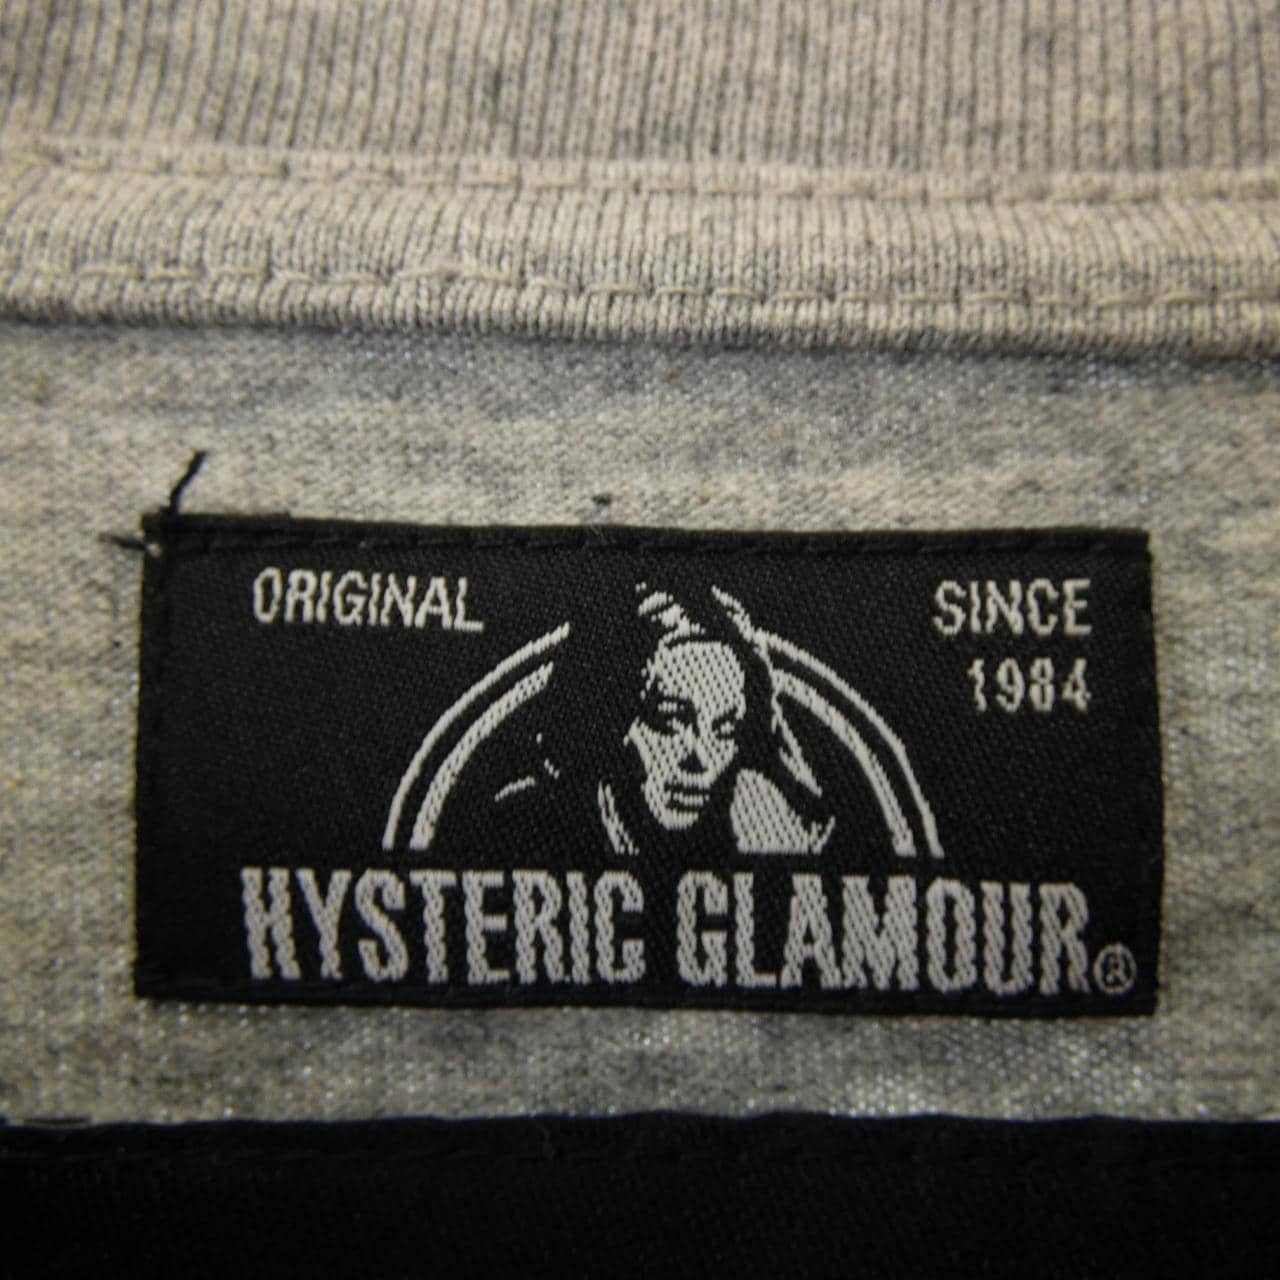 ORIGINAL
SINCE
1984
HYSTERIC GLAMOUR®